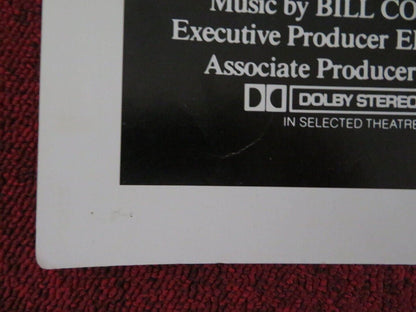 Music by BILL CO
Executive Producer
Associate Producer
DOLBY STEREO
IN SELECTED THEATRE